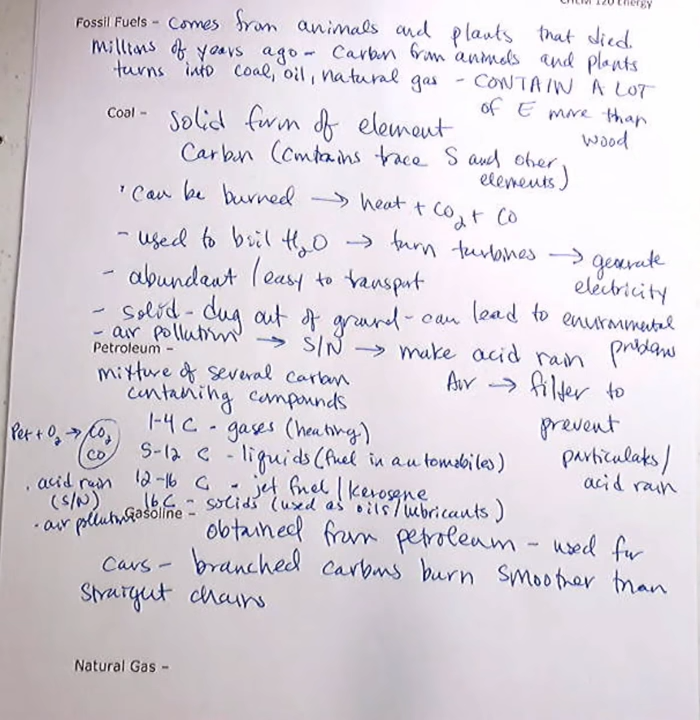 CHEM 120 Energy
Fossil Fuels - comes from animals and plants that died
millions of years ago - Carbon from animals and plants
turns into coal, oil, natural gas - CONTAIN A LOT
of E more than
wood
Coal - solid form of element
Carbon (contains trace S and other
elements)
' can be burned → heat + CO2 + CO
- used to boil H2O → turn turbines → generate
electricity
- abundant / easy to transport
- solid - dug out of ground - can lead to environmental
problems
- air pollution → S/N → make acid rain
Petroleum -
mixture of several carbon
containing compounds
Air → filter to
prevent
particulates/
acid rain
Pet + O2 → CO2
CO
1-4 C - gases (heating)
5-12 C - liquids (fuel in automobiles)
. acid rain
(S/N)
12-16 C - jet fuel / kerosene
16 C - solids (used as oils / lubricants)
· air pollution
Gasoline -
obtained from petroleum - used for
cars - branched carbons burn smoother than
straight chains
Natural Gas -